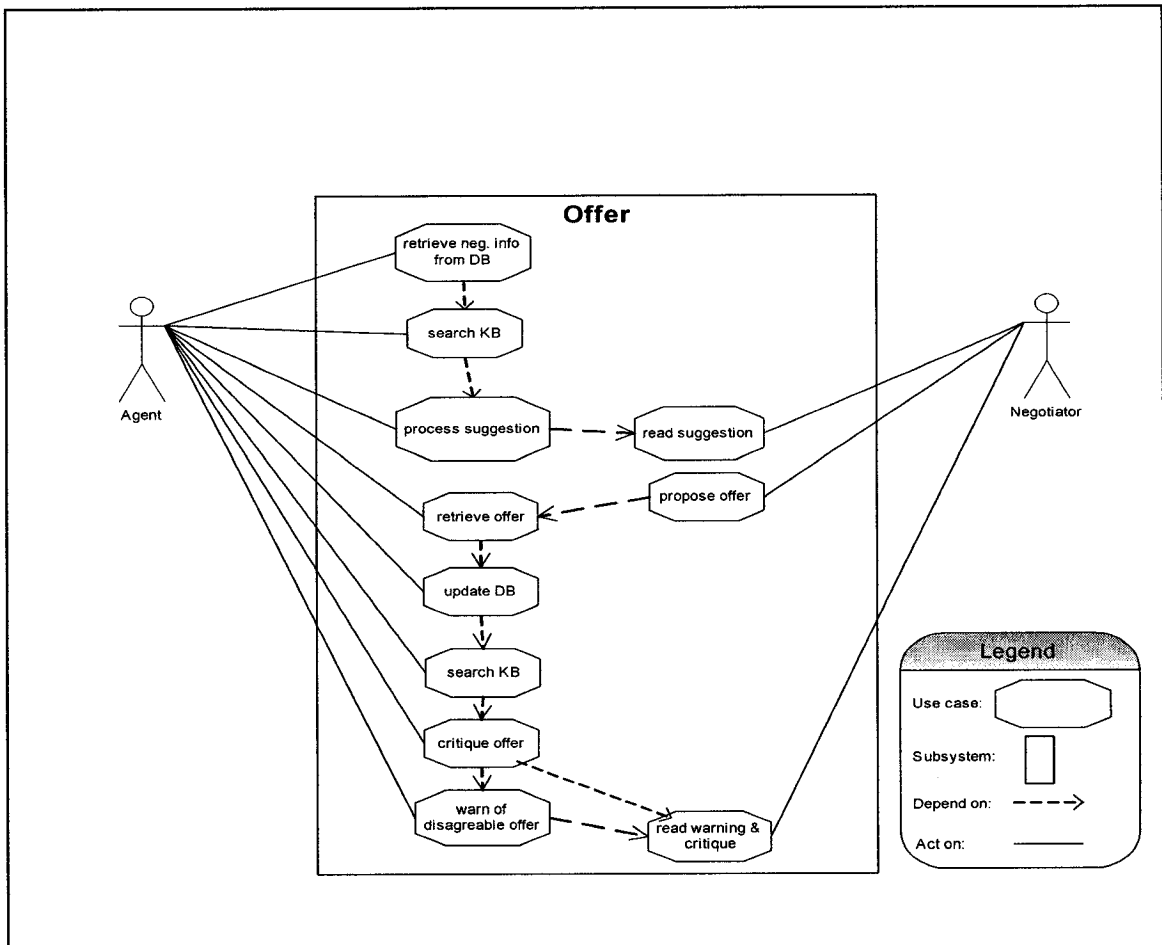 Offer
retrieve neg. info
from DB
search KB
Agent
process suggestion
read suggestion
Negotiator
propose offer
retrieve offer
update DB
search KB
critique offer
warn of
disagreable offer
read warning &
critique
Legend
Use case:
Subsystem:
Depend on:
Act on: